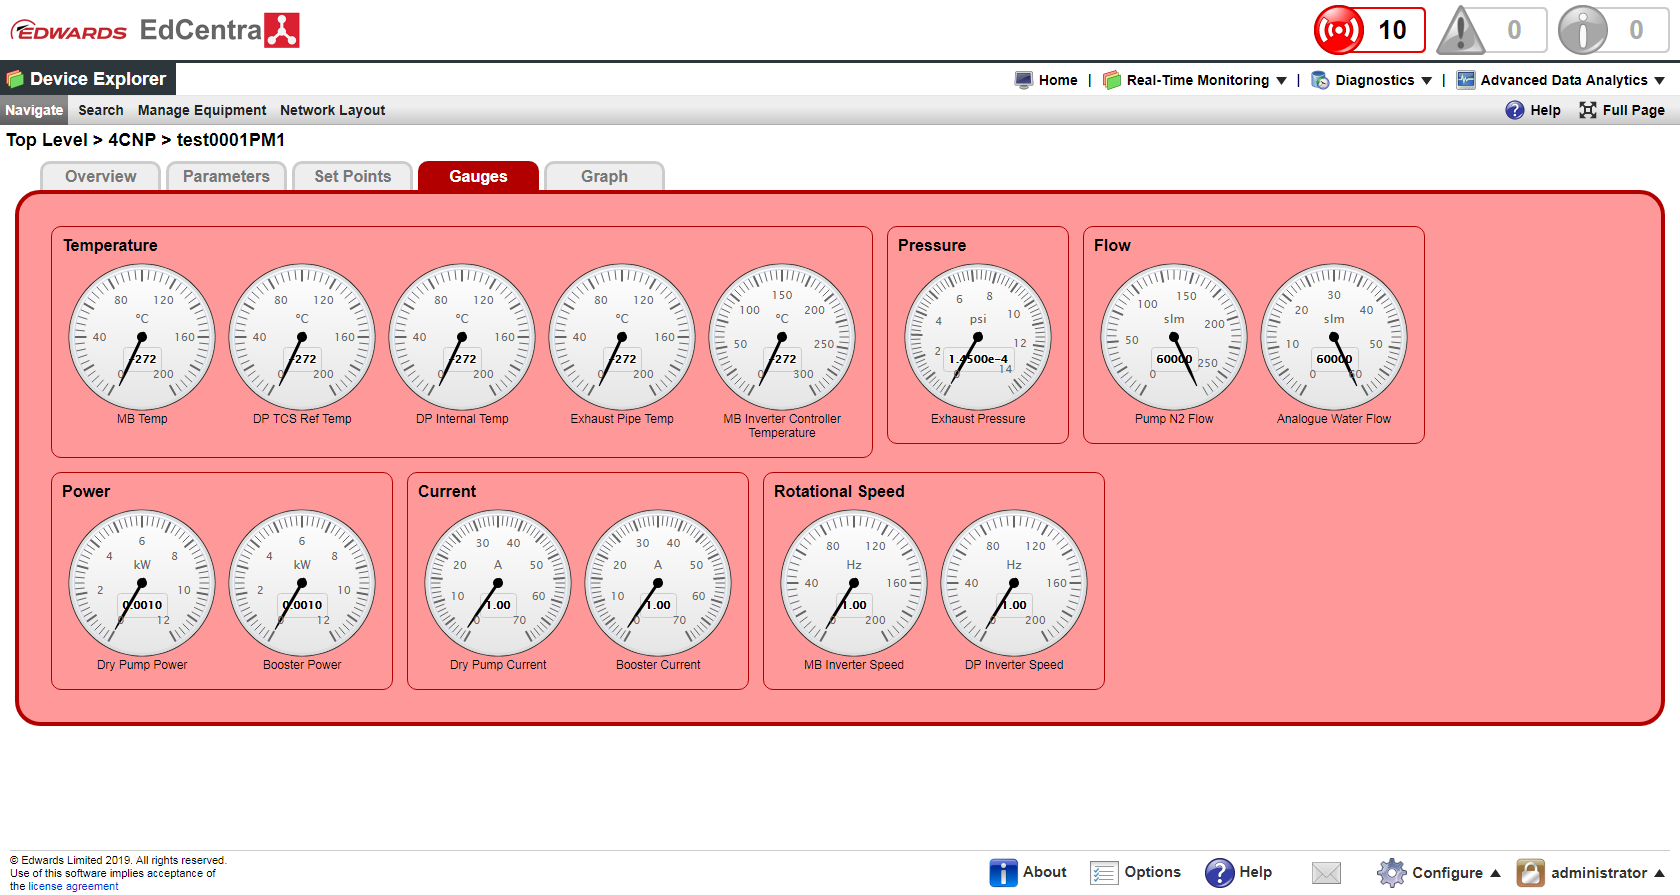 EDWARDS EdCentra
10 0 0
Device Explorer
Home | Real-Time Monitoring ▼ | Diagnostics ▼ | Advanced Data Analytics ▼
Navigate Search Manage Equipment Network Layout
Help Full Page
Top Level > 4CNP > test0001PM1
Overview Parameters Set Points Gauges Graph
Temperature
0 40 80 120 160 200 °C -272
MB Temp
0 40 80 120 160 200 °C -272
DP TCS Ref Temp
0 40 80 120 160 200 °C -272
DP Internal Temp
0 40 80 120 160 200 °C -272
Exhaust Pipe Temp
0 50 100 150 200 250 300 °C -272
MB Inverter Controller
Temperature
Pressure
0 2 4 6 8 10 12 14 psi 1.4500e-4
Exhaust Pressure
Flow
0 50 100 150 200 250 slm 60000
Pump N2 Flow
0 10 20 30 40 50 60 slm 60000
Analogue Water Flow
Power
0 2 4 6 8 10 12 kW 0.0010
Dry Pump Power
0 2 4 6 8 10 12 kW 0.0010
Booster Power
Current
0 10 20 30 40 50 60 70 A 1.00
Dry Pump Current
0 10 20 30 40 50 60 70 A 1.00
Booster Current
Rotational Speed
0 40 80 120 160 200 Hz 1.00
MB Inverter Speed
0 40 80 120 160 200 Hz 1.00
DP Inverter Speed
© Edwards Limited 2019. All rights reserved.
Use of this software implies acceptance of
the license agreement
About Options Help Configure ▲ administrator ▲